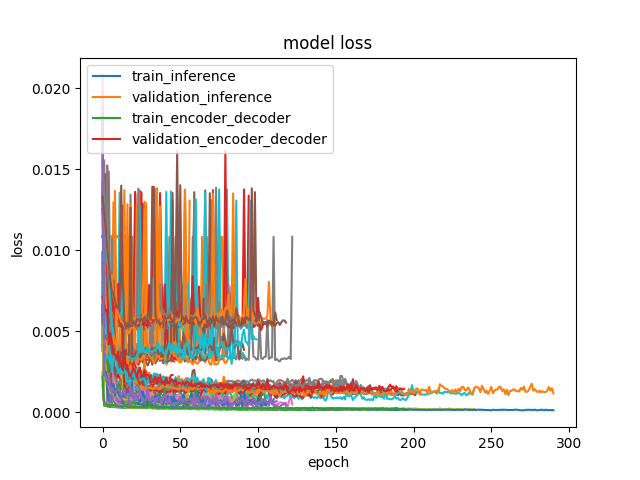 model loss
train_inference
validation_inference
train_encoder_decoder
validation_encoder_decoder
loss
0.020
0.015
0.010
0.005
0.000
0 50 100 150 200 250 300
epoch